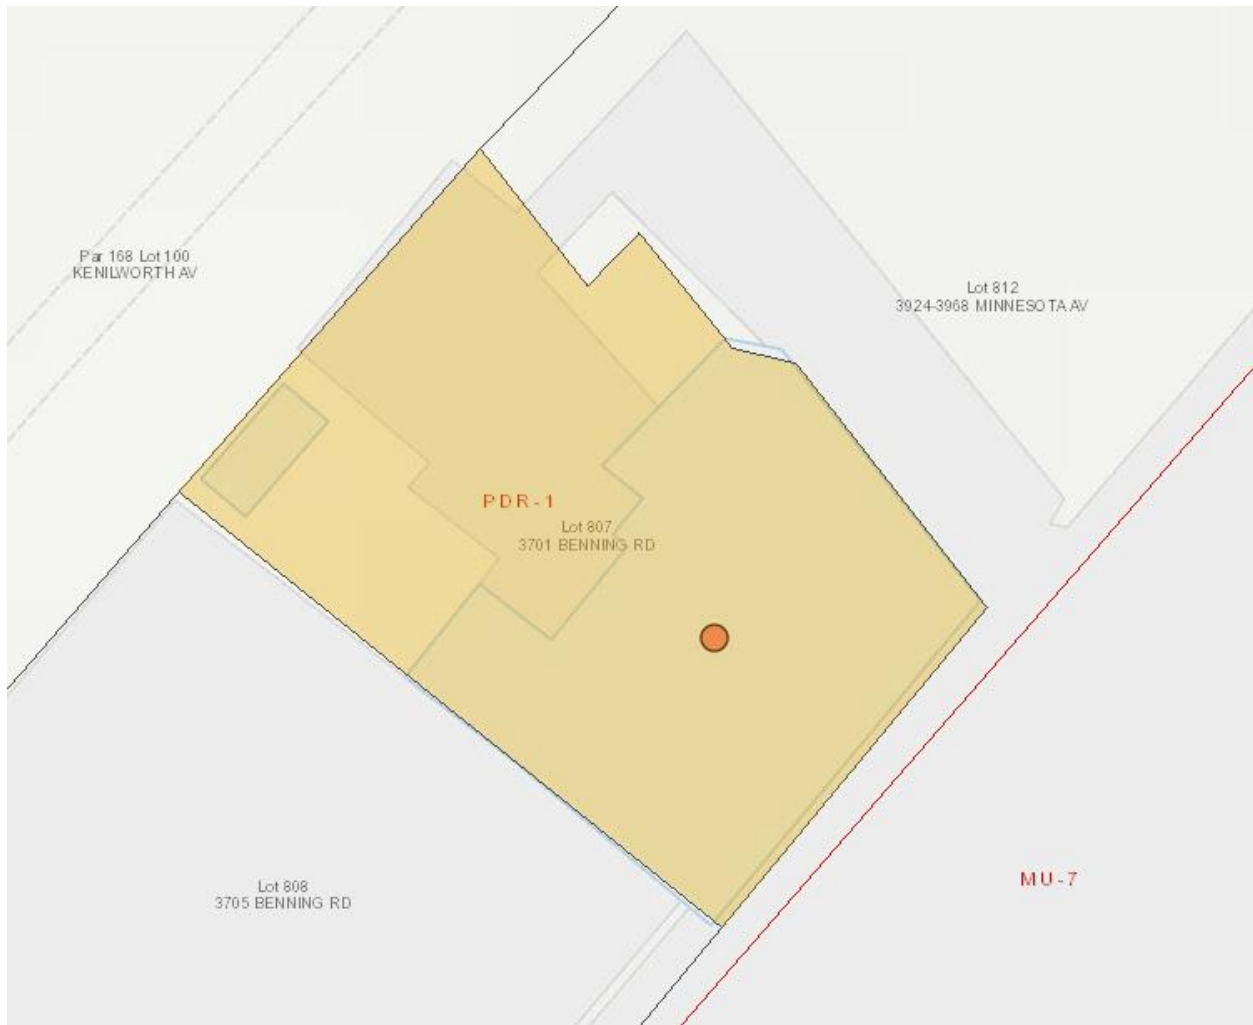 Par 168 Lot 100
KENILWORTH AV
Lot 812
3924-3968 MINNESOTA AV
PDR-1
Lot 807
3701 BENNING RD
Lot 808
3705 BENNING RD
MU-7